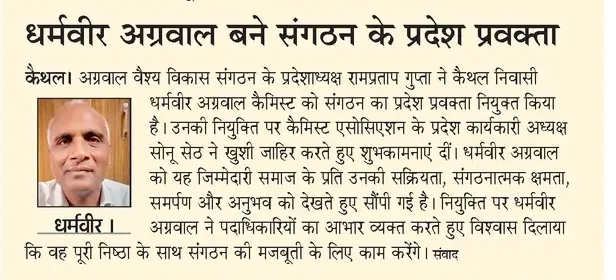 धर्मवीर अग्रवाल बने संगठन के प्रदेश प्रवक्ता
कैथल। अग्रवाल वैश्य विकास संगठन के प्रदेशाध्यक्ष रामप्रताप गुप्ता ने कैथल निवासी
धर्मवीर अग्रवाल कैमिस्ट को संगठन का प्रदेश प्रवक्ता नियुक्त किया
है। उनकी नियुक्ति पर कैमिस्ट एसोसिएशन के प्रदेश कार्यकारी अध्यक्ष
सोनू सेठ ने खुशी जाहिर करते हुए शुभकामनाएं दीं। धर्मवीर अग्रवाल
को यह जिम्मेदारी समाज के प्रति उनकी सक्रियता, संगठनात्मक क्षमता,
समर्पण और अनुभव को देखते हुए सौंपी गई है। नियुक्ति पर धर्मवीर
अग्रवाल ने पदाधिकारियों का आभार व्यक्त करते हुए विश्वास दिलाया
कि वह पूरी निष्ठा के साथ संगठन की मजबूती के लिए काम करेंगे। संवाद
धर्मवीर ।